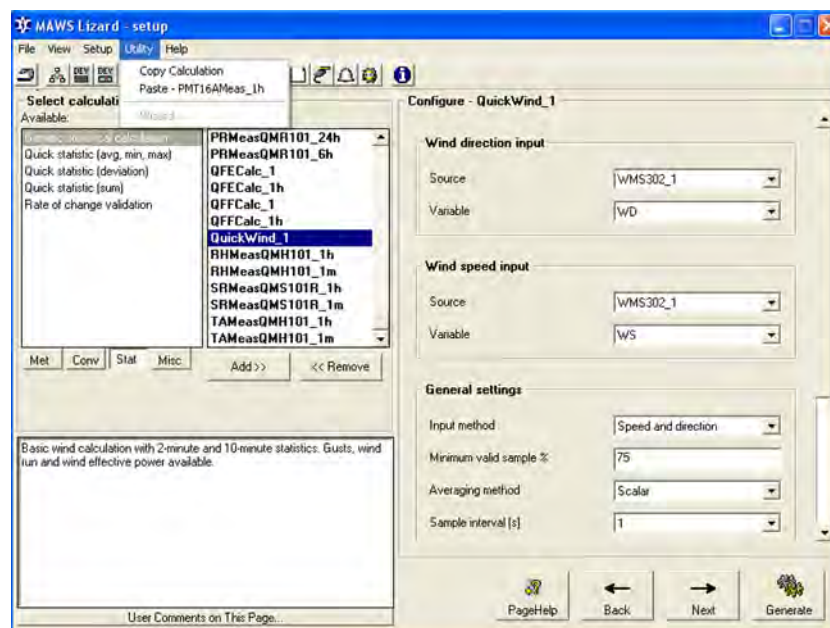 MAWS Lizard - setup
File View Setup Utility Help
DEV DEV
Copy Calculation
Paste - PMT16AMeas_1h
Wizard
Select calculati
Available:
Quick statistic (avg, min, max)
Quick statistic (deviation)
Quick statistic (sum)
Rate of change validation
PRMeasQMR101_24h
PRMeasQMR101_6h
QFECalc_1
QFECalc_1h
QFFCalc_1
QFFCalc_1h
QuickWind_1
RHMeasQMH101_1h
RHMeasQMH101_1m
SRMeasQMS101R_1h
SRMeasQMS101R_1m
TAMeasQMH101_1h
TAMeasQMH101_1m
Met Conv Stat Misc
Add >> << Remove
Basic wind calculation with 2-minute and 10-minute statistics. Gusts, wind
run and wind effective power available.
User Comments on This Page...
Configure - QuickWind_1
Wind direction input
Source WMS302_1
Variable WD
Wind speed input
Source WMS302_1
Variable WS
General settings
Input method Speed and direction
Minimum valid sample % 75
Averaging method Scalar
Sample interval [s] 1
PageHelp Back Next Generate